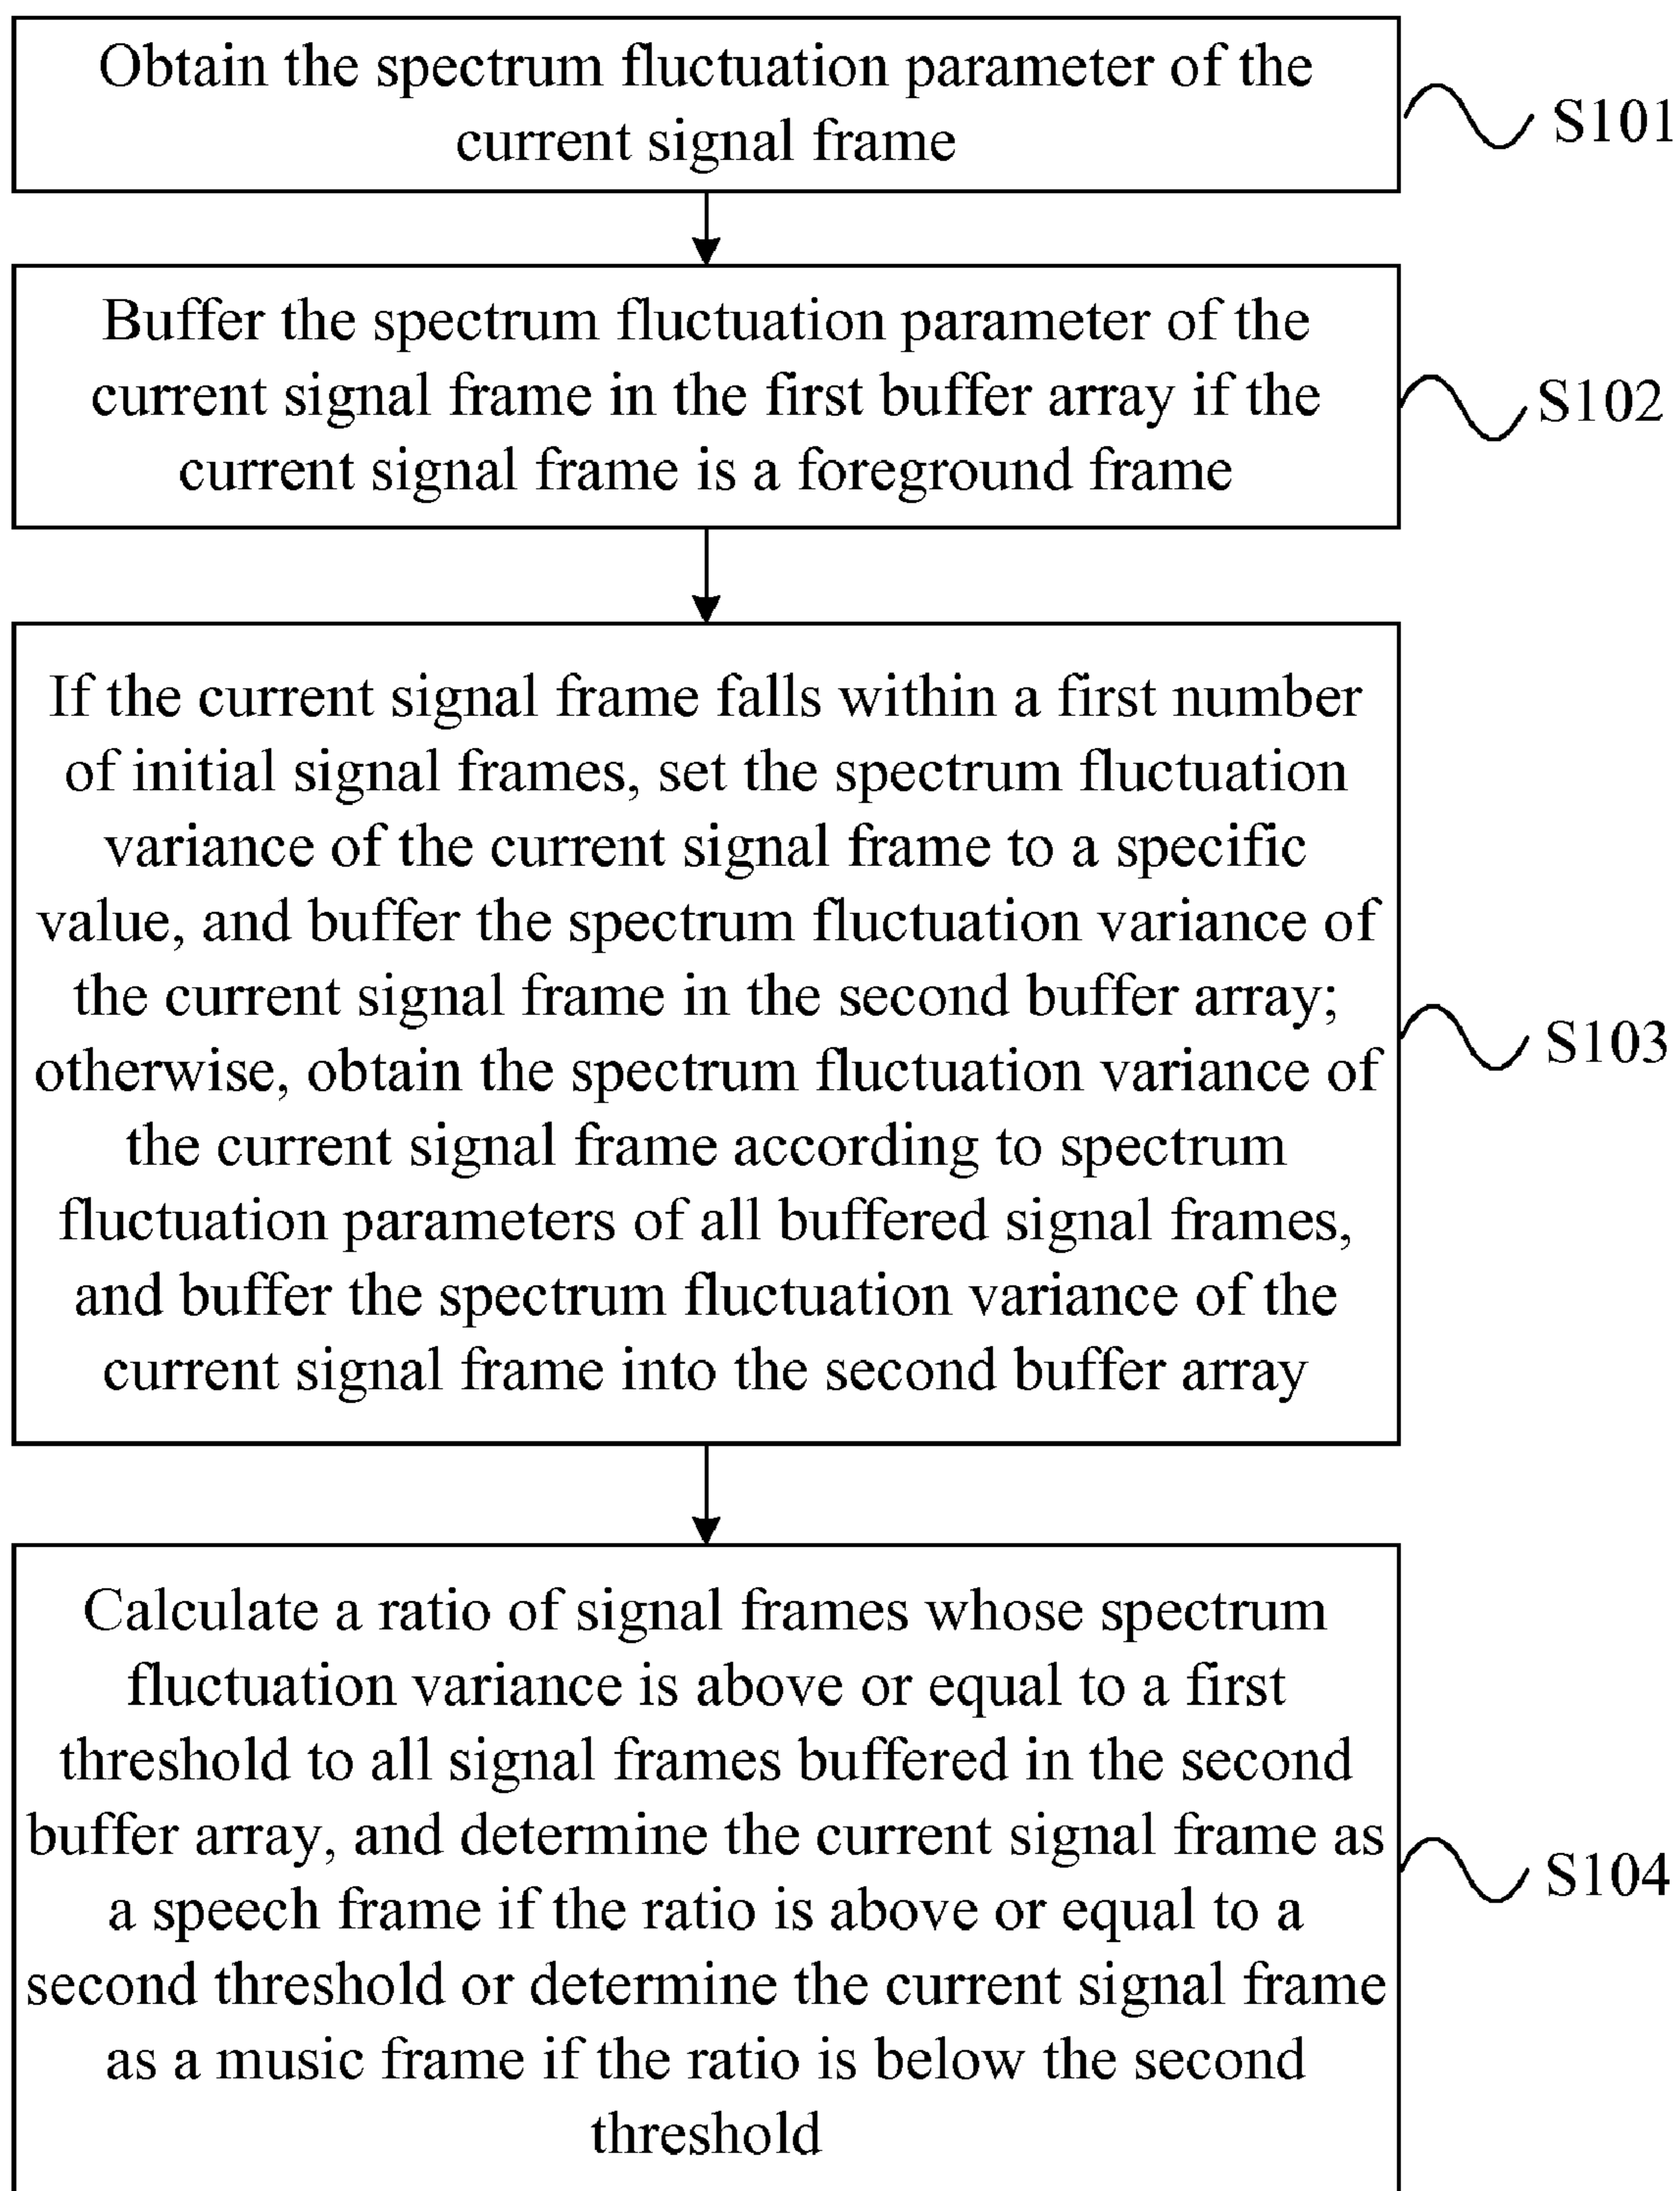 Obtain the spectrum fluctuation parameter of the
current signal frame
S101
Buffer the spectrum fluctuation parameter of the
current signal frame in the first buffer array if the
current signal frame is a foreground frame
S102
If the current signal frame falls within a first number
of initial signal frames, set the spectrum fluctuation
variance of the current signal frame to a specific
value, and buffer the spectrum fluctuation variance of
the current signal frame in the second buffer array;
otherwise, obtain the spectrum fluctuation variance of
the current signal frame according to spectrum
fluctuation parameters of all buffered signal frames,
and buffer the spectrum fluctuation variance of the
current signal frame into the second buffer array
S103
Calculate a ratio of signal frames whose spectrum
fluctuation variance is above or equal to a first
threshold to all signal frames buffered in the second
buffer array, and determine the current signal frame as
a speech frame if the ratio is above or equal to a
second threshold or determine the current signal frame
as a music frame if the ratio is below the second
threshold
S104